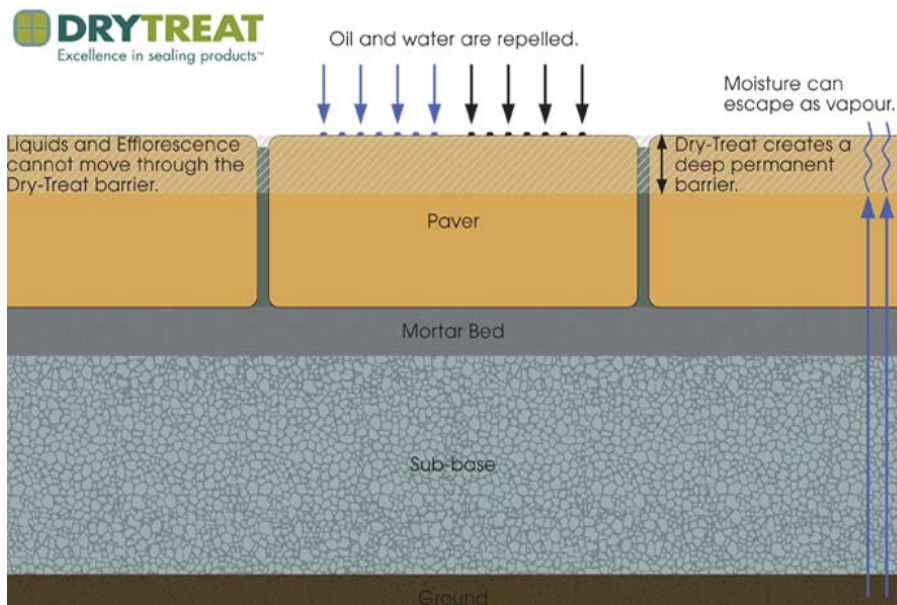 DRYTREAT
Excellence in sealing products™
Oil and water are repelled.
Moisture can
escape as vapour.
Liquids and Efflorescence
cannot move through the
Dry-Treat barrier.
Dry-Treat creates a
deep permanent
barrier.
Paver
Mortar Bed
Sub-base
Ground